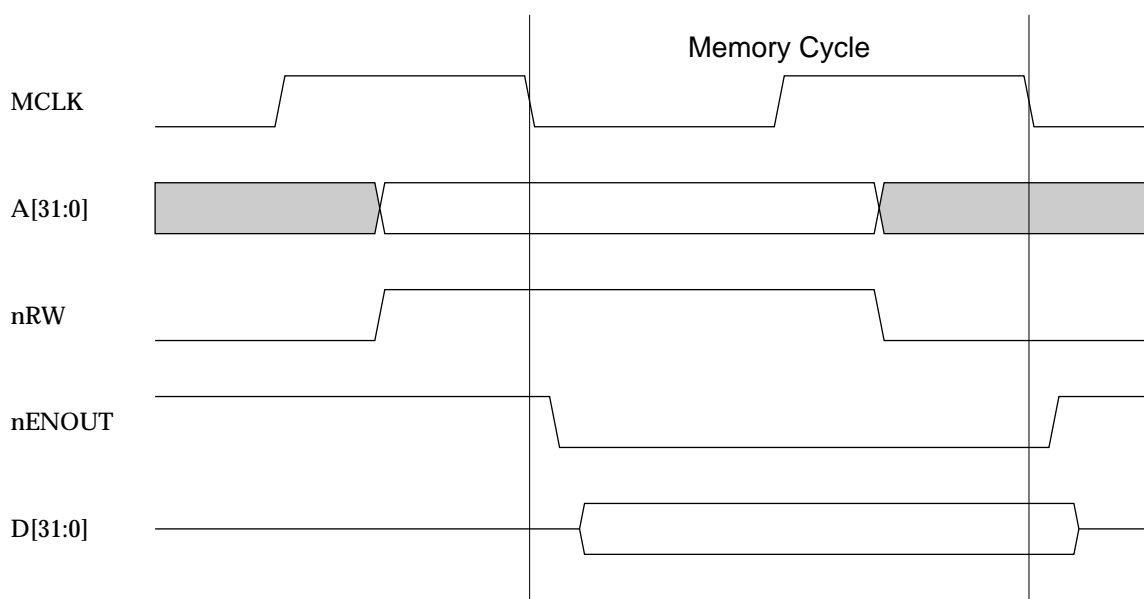 Memory Cycle
MCLK
A[31:0]
nRW
nENOUT
D[31:0]